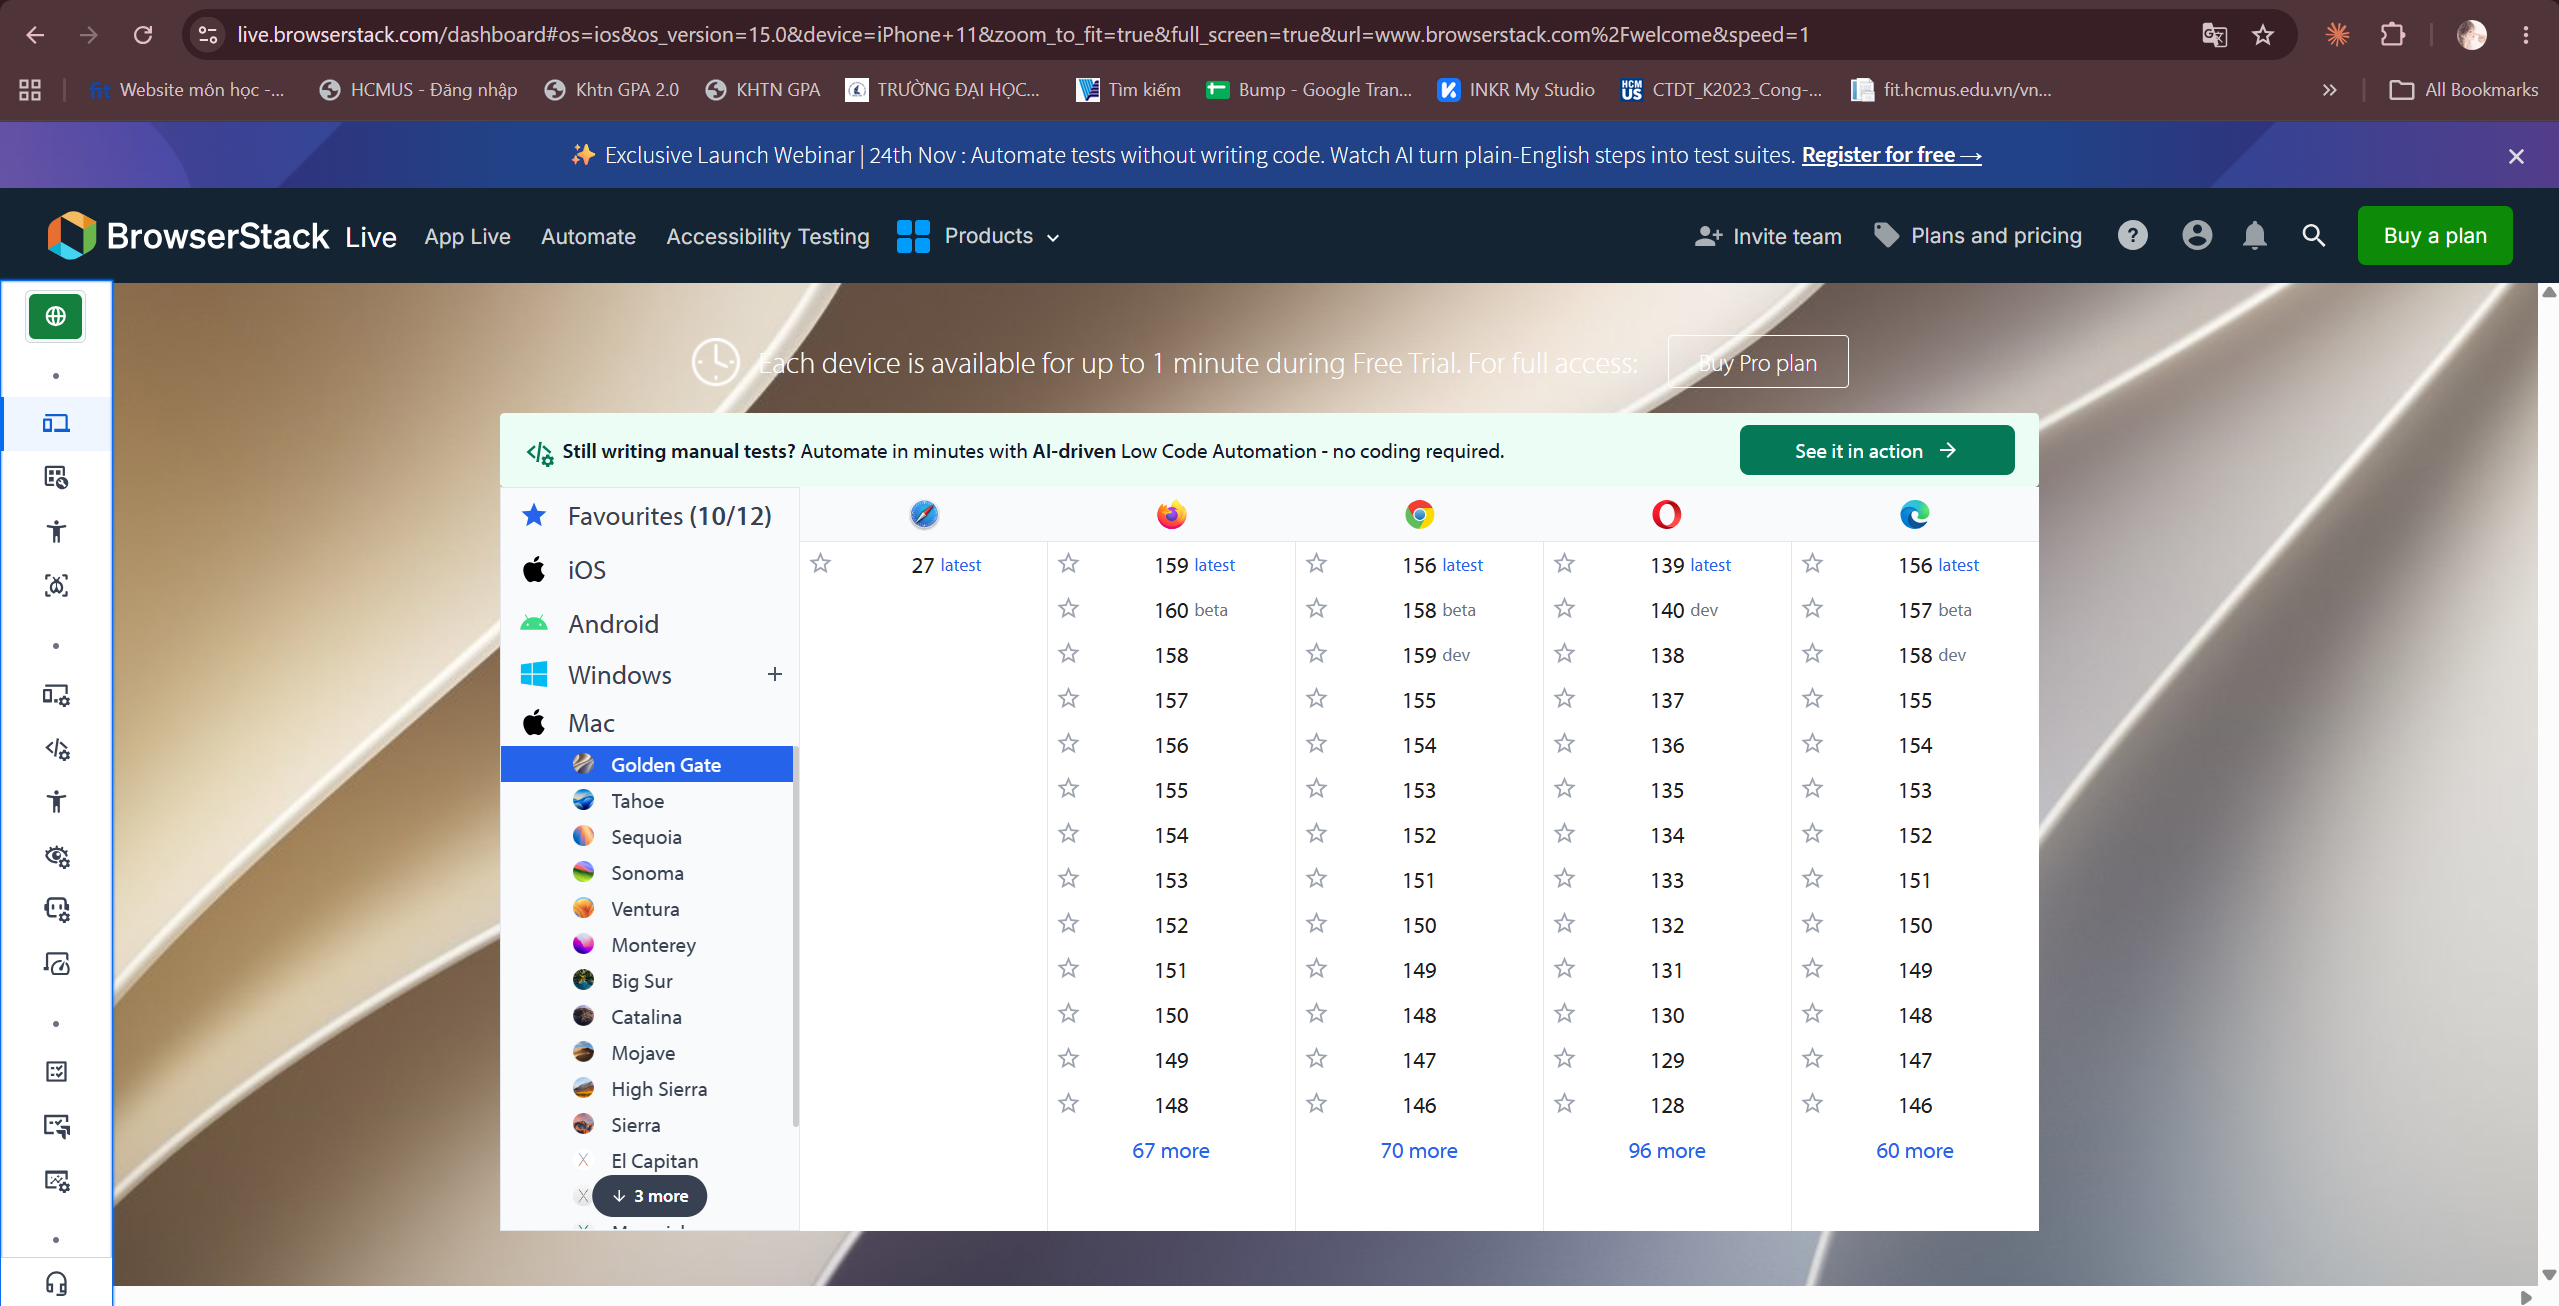 live.browserstack.com/dashboard#os=ios&os_version=15.0&device=iPhone+11&zoom_to_fit=true&full_screen=true&url=www.browserstack.com%2Fwelcome&speed=1
fit Website môn học -... HCMUS - Đăng nhập Khtn GPA 2.0 KHTN GPA TRƯỜNG ĐẠI HỌC... Tìm kiếm Bump - Google Tran... INKR My Studio HCM US CTDT_K2023_Cong-... fit.hcmus.edu.vn/vn... All Bookmarks
Exclusive Launch Webinar | 24th Nov : Automate tests without writing code. Watch AI turn plain-English steps into test suites. Register for free →
BrowserStack Live App Live Automate Accessibility Testing Products Invite team Plans and pricing Buy a plan
Each device is available for up to 1 minute during Free Trial. For full access: Buy Pro plan
Still writing manual tests? Automate in minutes with AI-driven Low Code Automation - no coding required. See it in action →
Favourites (10/12)
iOS
Android
Windows +
Mac
Golden Gate
Tahoe
Sequoia
Sonoma
Ventura
Monterey
Big Sur
Catalina
Mojave
High Sierra
Sierra
El Capitan
↓ 3 more
27 latest
159 latest
160 beta
158
157
156
155
154
153
152
151
150
149
148
67 more
156 latest
158 beta
159 dev
155
154
153
152
151
150
149
148
147
146
70 more
139 latest
140 dev
138
137
136
135
134
133
132
131
130
129
128
96 more
156 latest
157 beta
158 dev
155
154
153
152
151
150
149
148
147
146
60 more